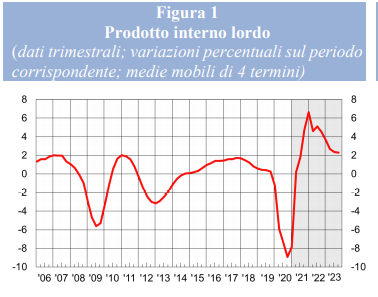 Figura 1
Prodotto interno lordo
(dati trimestrali; variazioni percentuali sul periodo
corrispondente; medie mobili di 4 termini)
8 8
6 6
4 4
2 2
0 0
-2 -2
-4 -4
-6 -6
-8 -8
-10 -10
'06 '07 '08 '09 '10 '11 '12 '13 '14 '15 '16 '17 '18 '19 '20 '21 '22 '23